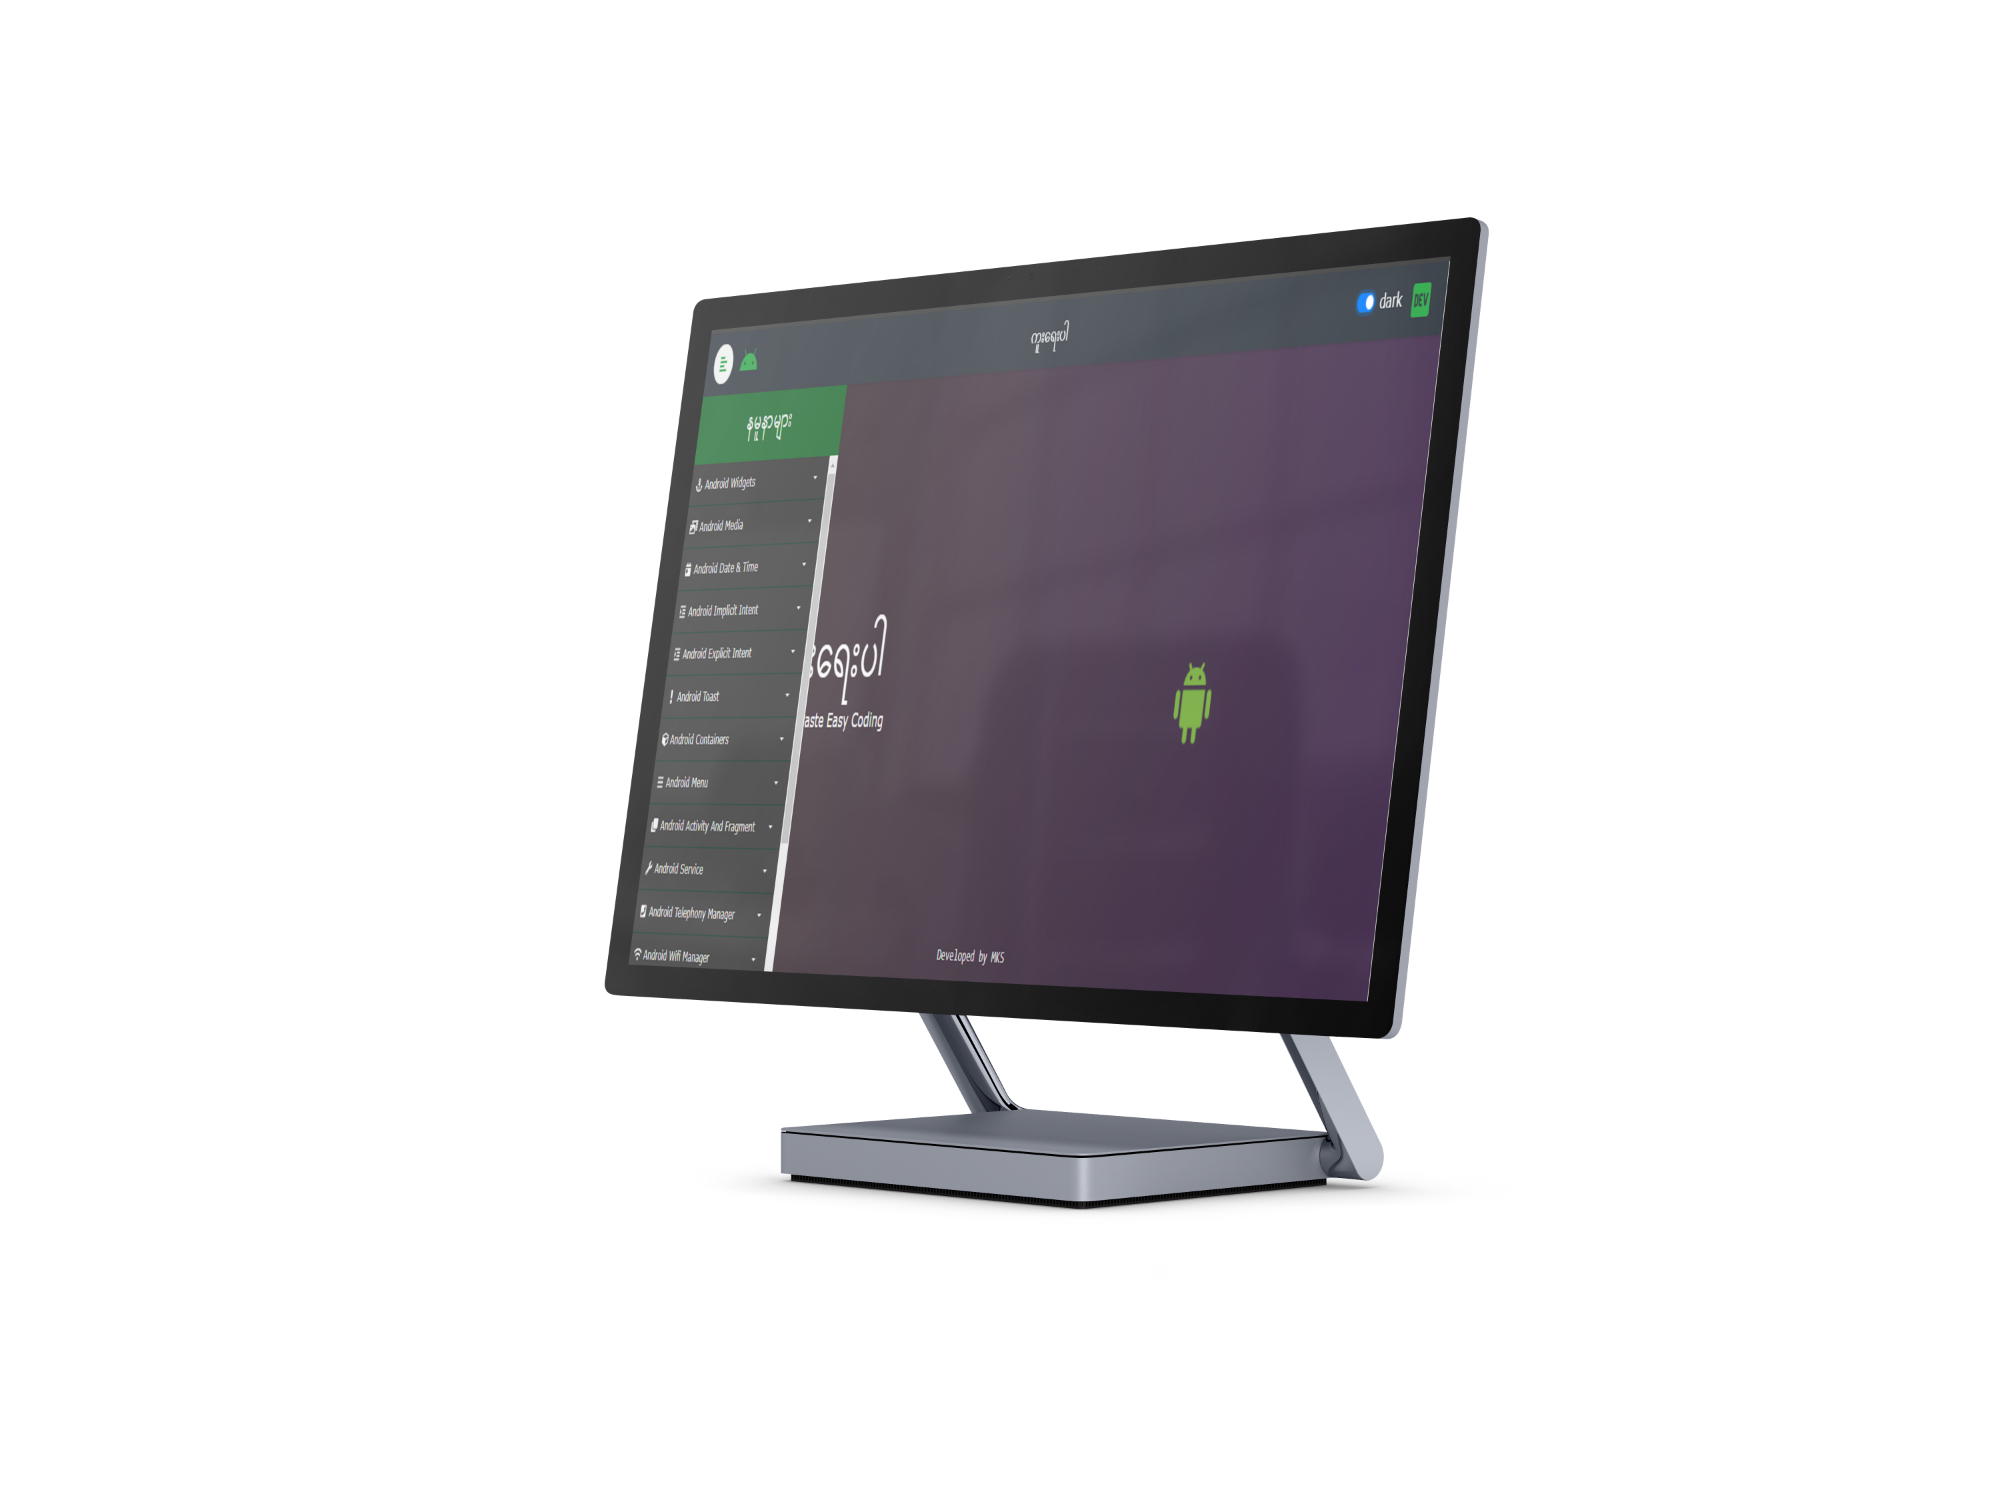 ကူးရေးပါ
dark
DEV
နမူနာများ
Android Widgets
Android Media
Android Date & Time
Android Implicit Intent
Android Explicit Intent
Android Toast
Android Containers
Android Menu
Android Activity And Fragment
Android Service
Android Telephony Manager
Android Wifi Manager
းရေးပါ
aste Easy Coding
Developed by MKS